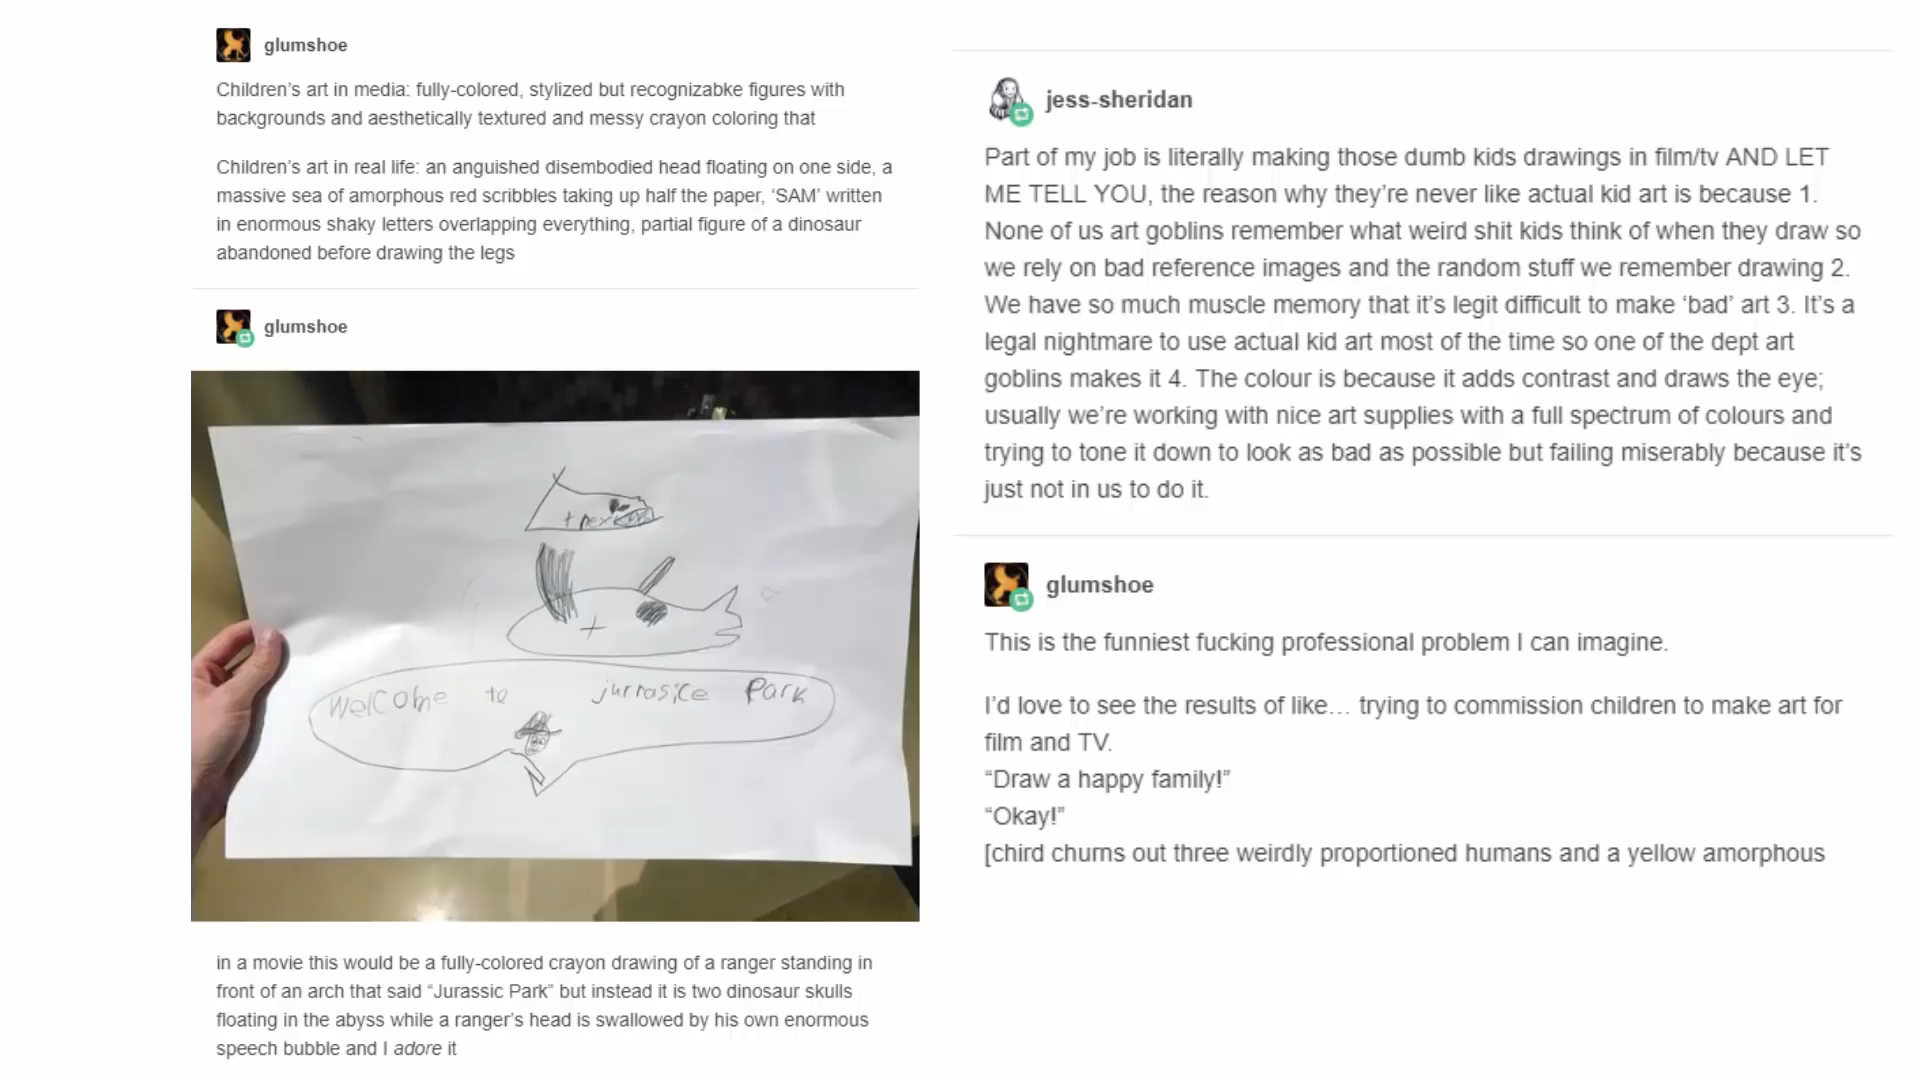 glumshoe
Children's art in media: fully-colored, stylized but recognizabke figures with
backgrounds and aesthetically textured and messy crayon coloring that
Children's art in real life: an anguished disembodied head floating on one side, a
massive sea of amorphous red scribbles taking up half the paper, 'SAM' written
in enormous shaky letters overlapping everything, partial figure of a dinosaur
abandoned before drawing the legs
glumshoe
t rex
Welcome te jurrasice Park
in a movie this would be a fully-colored crayon drawing of a ranger standing in
front of an arch that said “Jurassic Park” but instead it is two dinosaur skulls
floating in the abyss while a ranger's head is swallowed by his own enormous
speech bubble and I adore it
jess-sheridan
Part of my job is literally making those dumb kids drawings in film/tv AND LET
ME TELL YOU, the reason why they're never like actual kid art is because 1.
None of us art goblins remember what weird shit kids think of when they draw so
we rely on bad reference images and the random stuff we remember drawing 2.
We have so much muscle memory that it's legit difficult to make 'bad' art 3. It's a
legal nightmare to use actual kid art most of the time so one of the dept art
goblins makes it 4. The colour is because it adds contrast and draws the eye;
usually we're working with nice art supplies with a full spectrum of colours and
trying to tone it down to look as bad as possible but failing miserably because it's
just not in us to do it.
glumshoe
This is the funniest fucking professional problem I can imagine.
I'd love to see the results of like… trying to commission children to make art for
film and TV.
“Draw a happy family!”
“Okay!”
[chird churns out three weirdly proportioned humans and a yellow amorphous